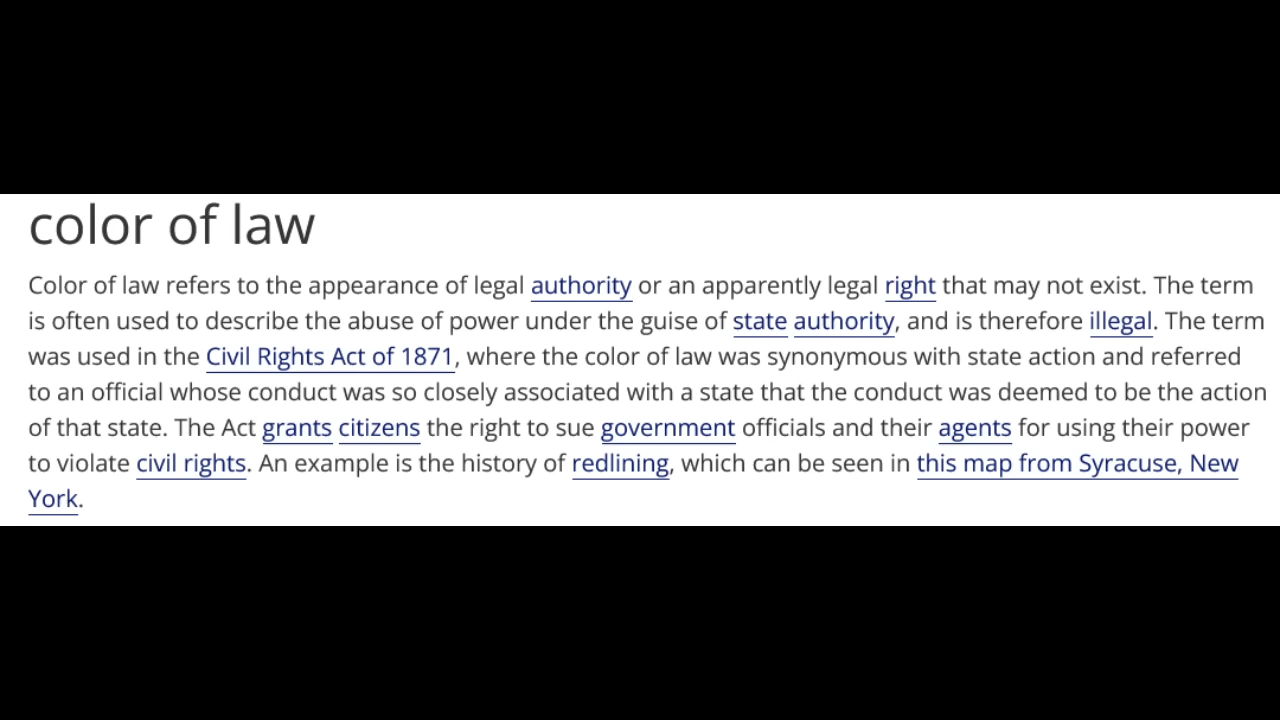 color of law
Color of law refers to the appearance of legal authority or an apparently legal right that may not exist. The term
is often used to describe the abuse of power under the guise of state authority, and is therefore illegal. The term
was used in the Civil Rights Act of 1871, where the color of law was synonymous with state action and referred
to an official whose conduct was so closely associated with a state that the conduct was deemed to be the action
of that state. The Act grants citizens the right to sue government officials and their agents for using their power
to violate civil rights. An example is the history of redlining, which can be seen in this map from Syracuse, New
York.